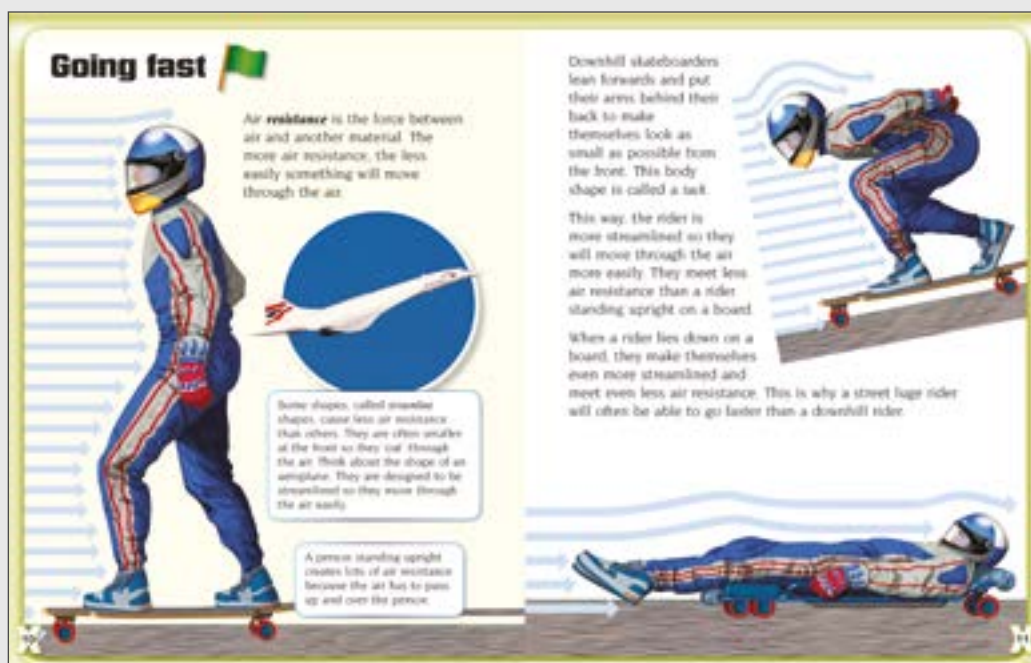 Going fast
Air resistance is the force between
air and another material. The
more air resistance, the less
easily something will move
through the air.
Some shapes, called streamline
shapes, cause less air resistance
than others. They are often smaller
at the front so they 'cut' through
the air. Think about the shape of an
aeroplane. They are designed to be
streamlined so they move through
the air easily.
A person standing upright
creates lots of air resistance
because the air has to pass
up and over the person.
Downhill skateboarders
lean forwards and put
their arms behind their
back to make
themselves look as
small as possible from
the front. This body
shape is called a tuck.
This way, the rider is
more streamlined so they
will move through the air
more easily. They meet less
air resistance than a rider
standing upright on a board.
When a rider lies down on a
board, they make themselves
even more streamlined and
meet even less air resistance. This is why a street luge rider
will often be able to go faster than a downhill rider.